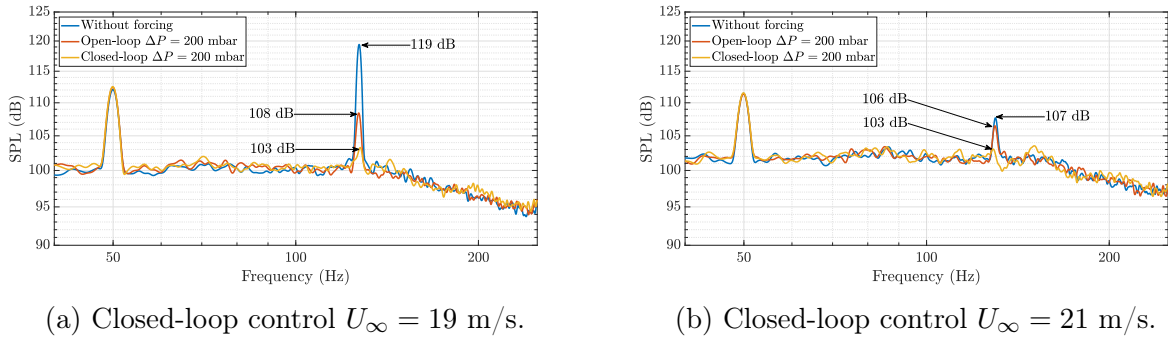 Without forcing
Open-loop ΔP = 200 mbar
Closed-loop ΔP = 200 mbar
125
120
115
110
105
100
95
90
SPL (dB)
119 dB
108 dB
103 dB
50
100
200
Frequency (Hz)
(a) Closed-loop control U∞ = 19 m/s.
Without forcing
Open-loop ΔP = 200 mbar
Closed-loop ΔP = 200 mbar
125
120
115
110
105
100
95
90
SPL (dB)
106 dB
107 dB
103 dB
50
100
200
Frequency (Hz)
(b) Closed-loop control U∞ = 21 m/s.